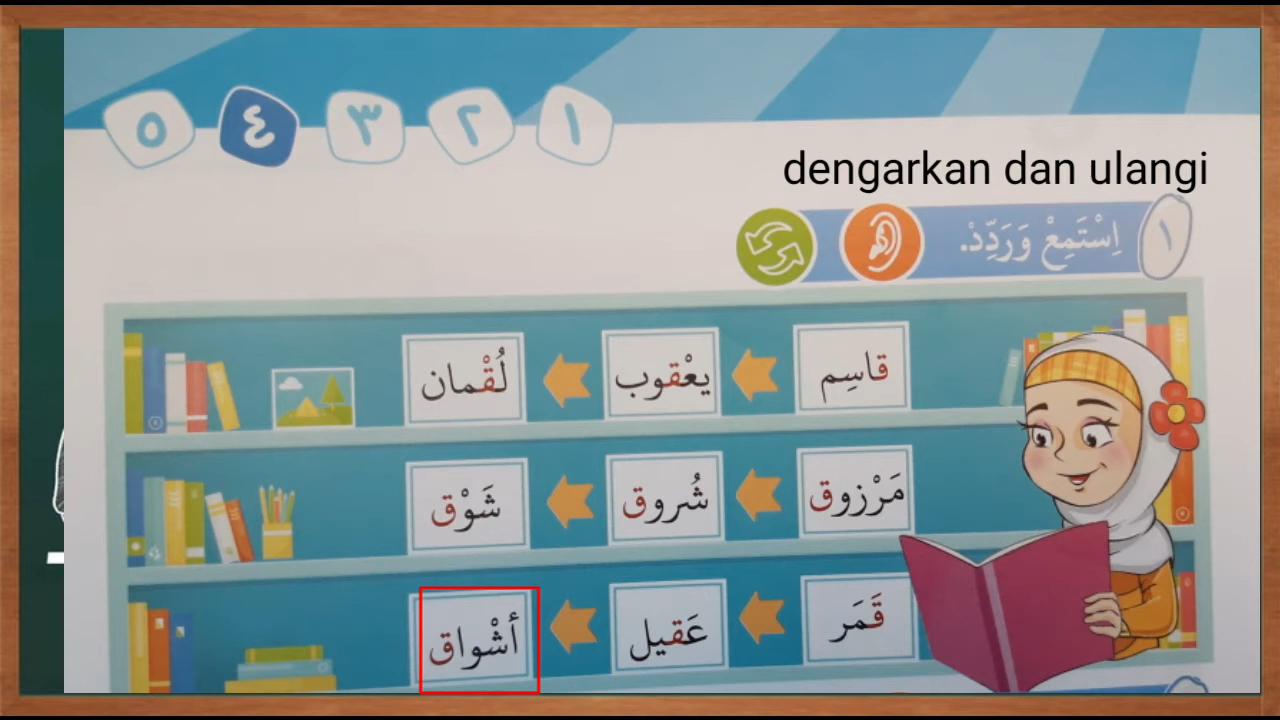 ١ ٢ ٣ ٤ ٥
dengarkan dan ulangi
١ اِسْتَمِعْ وَرَدِّدْ.
قاسِم يعْقوب لُقْمان
مَرْزوق شُروق شَوْق
قَمَر عَقيل أشْواق